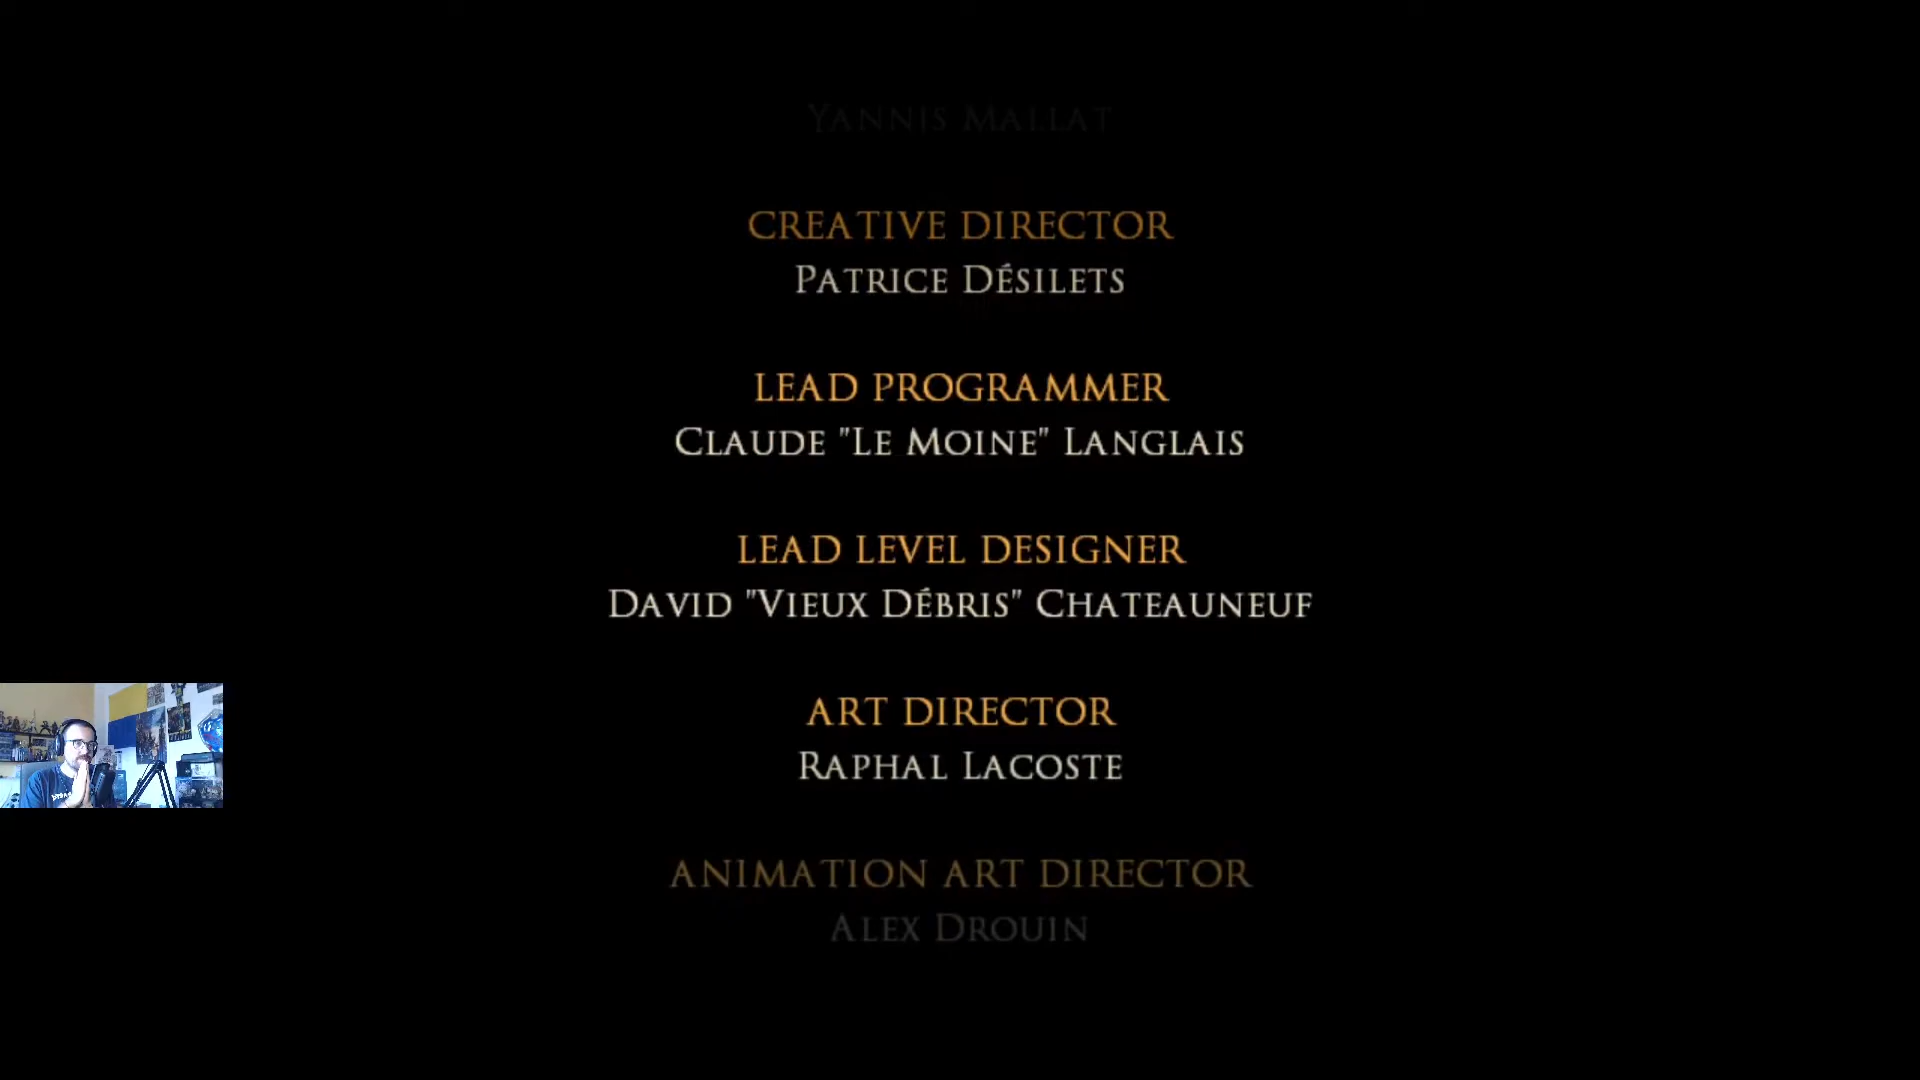 YANNIS MALLAT
CREATIVE DIRECTOR
PATRICE DÉSILETS
LEAD PROGRAMMER
CLAUDE "LE MOINE" LANGLAIS
LEAD LEVEL DESIGNER
DAVID "VIEUX DÉBRIS" CHATEAUNEUF
ART DIRECTOR
RAPHAL LACOSTE
ANIMATION ART DIRECTOR
ALEX DROUIN